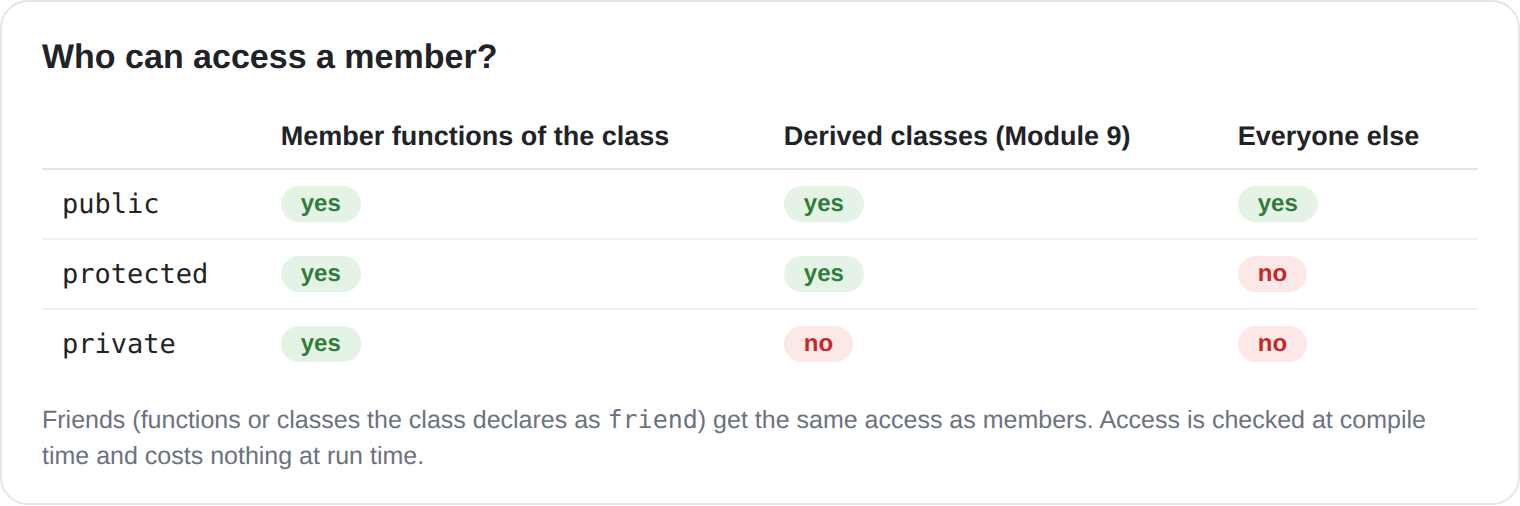 Who can access a member?
Member functions of the class Derived classes (Module 9) Everyone else
public yes yes yes
protected yes yes no
private yes no no
Friends (functions or classes the class declares as friend) get the same access as members. Access is checked at compile
time and costs nothing at run time.